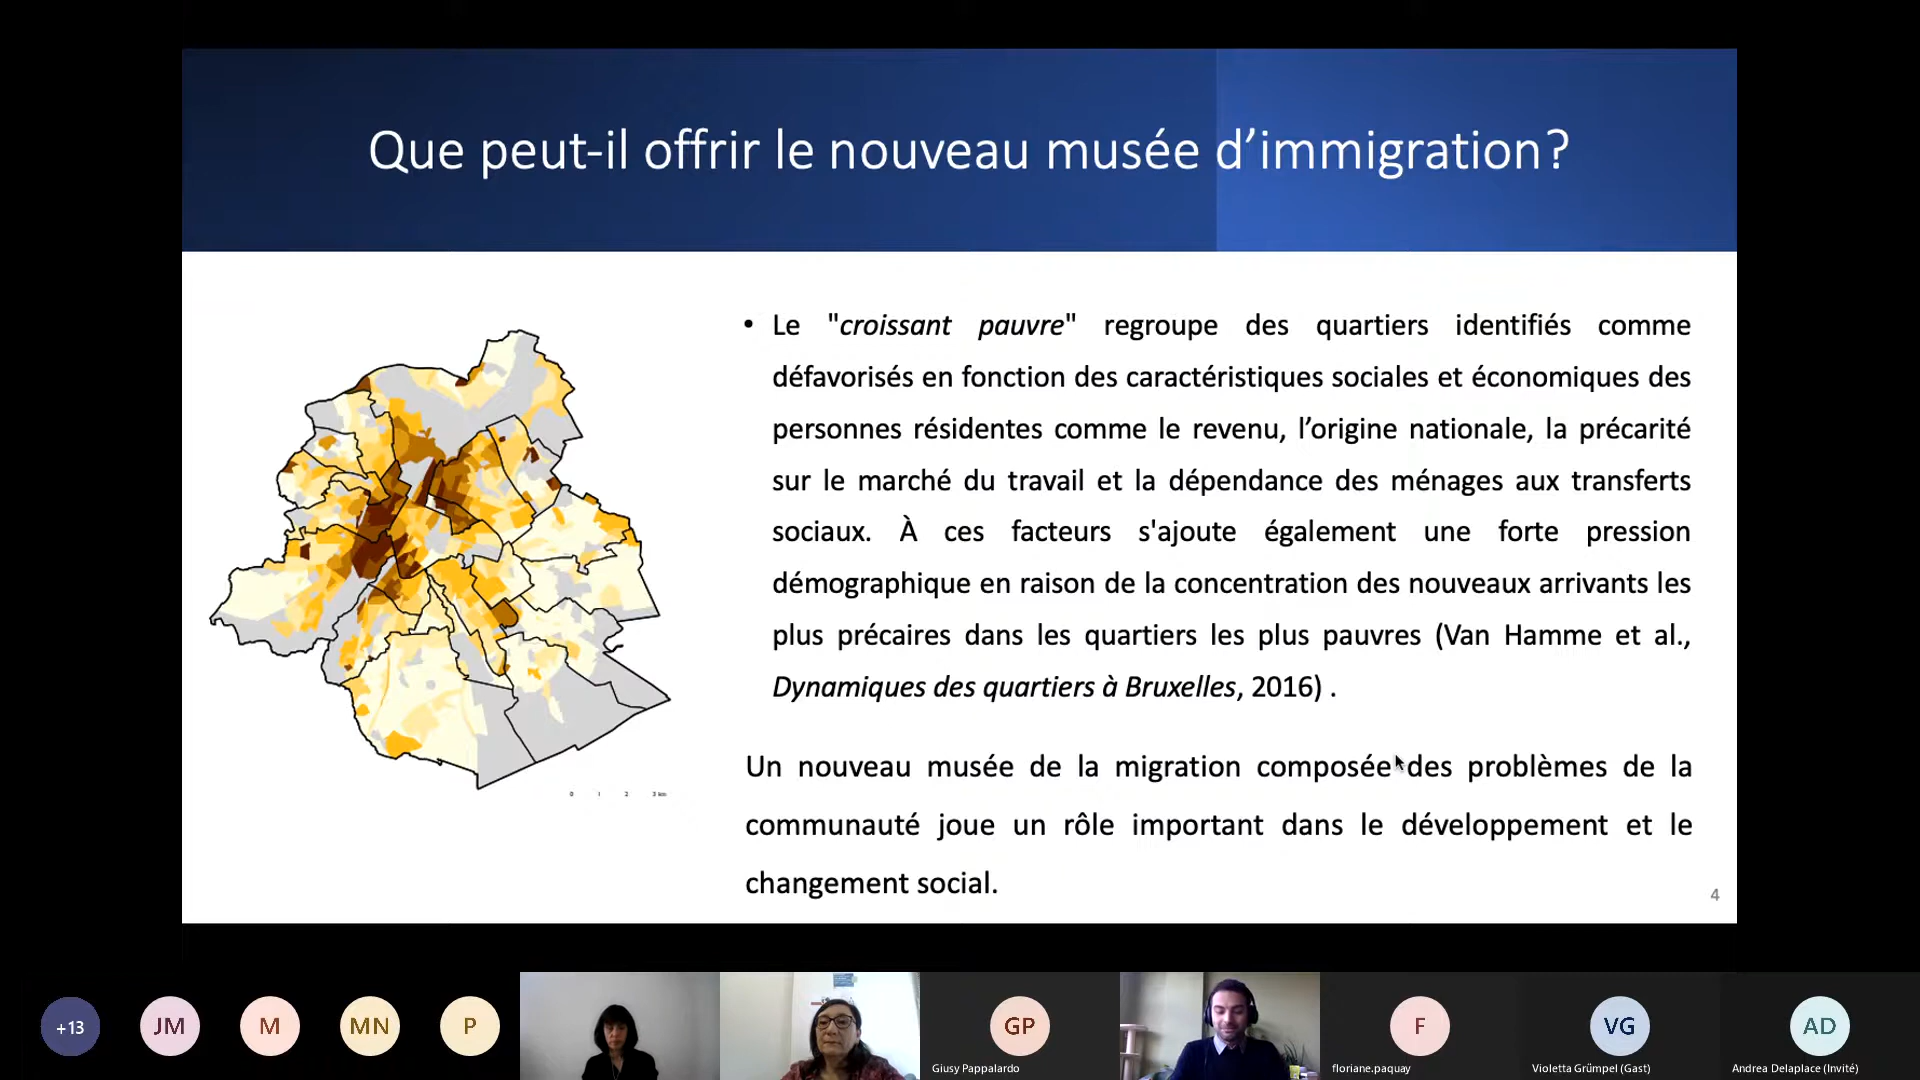 Que peut-il offrir le nouveau musée d’immigration?
• Le "croissant pauvre" regroupe des quartiers identifiés comme
défavorisés en fonction des caractéristiques sociales et économiques des
personnes résidentes comme le revenu, l’origine nationale, la précarité
sur le marché du travail et la dépendance des ménages aux transferts
sociaux. À ces facteurs s'ajoute également une forte pression
démographique en raison de la concentration des nouveaux arrivants les
plus précaires dans les quartiers les plus pauvres (Van Hamme et al.,
Dynamiques des quartiers à Bruxelles, 2016) .
Un nouveau musée de la migration composée des problèmes de la
communauté joue un rôle important dans le développement et le
changement social.
0 1 2 3 km
4
+13
JM
M
MN
P
GP
Giusy Pappalardo
F
floriane.paquay
VG
Violetta Grümpel (Gast)
AD
Andrea Delaplace (Invité)